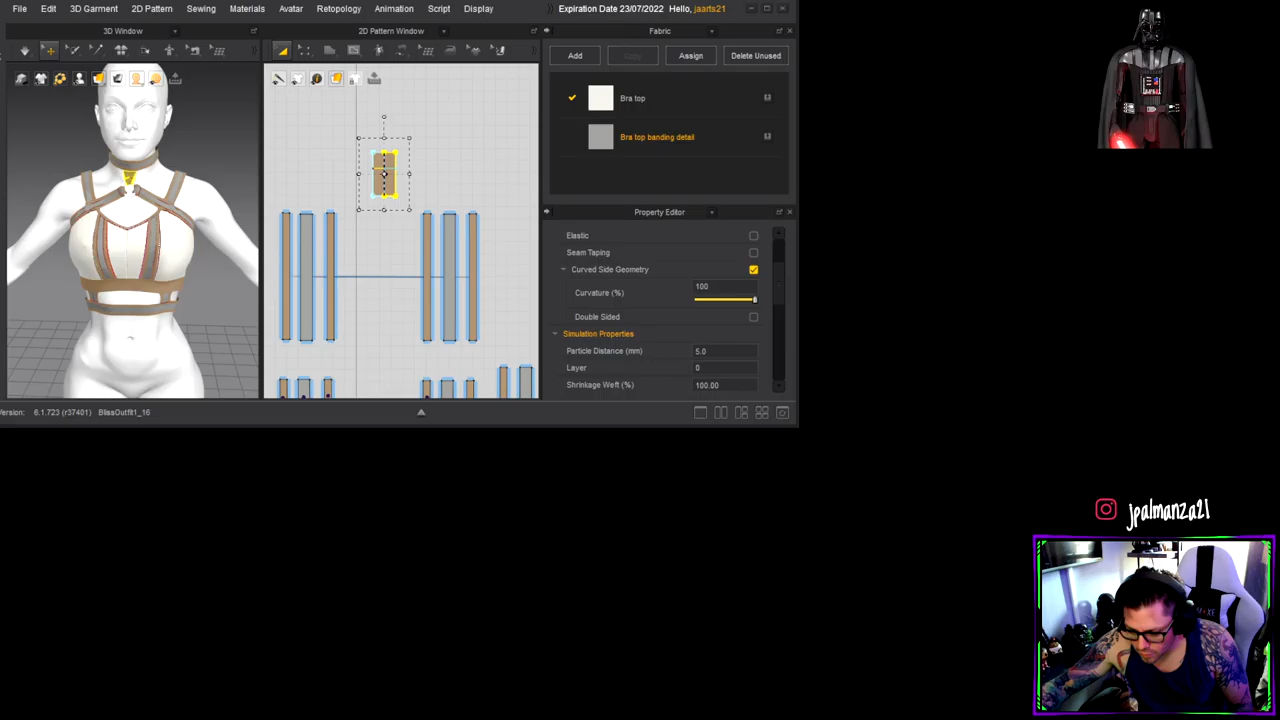 File Edit 3D Garment 2D Pattern Sewing Materials Avatar Retopology Animation Script Display
Expiration Date 23/07/2022 Hello, jaarts21
3D Window
2D Pattern Window
Fabric
Add Copy Assign Delete Unused
Bra top
Bra top banding detail
Property Editor
Elastic
Seam Taping
Curved Side Geometry
Curvature (%) 100
Double Sided
Simulation Properties
Particle Distance (mm) 5.0
Layer 0
Shrinkage Weft (%) 100.00
Version: 6.1.723 (r37401) BlissOutfit1_16
jpalmanza21